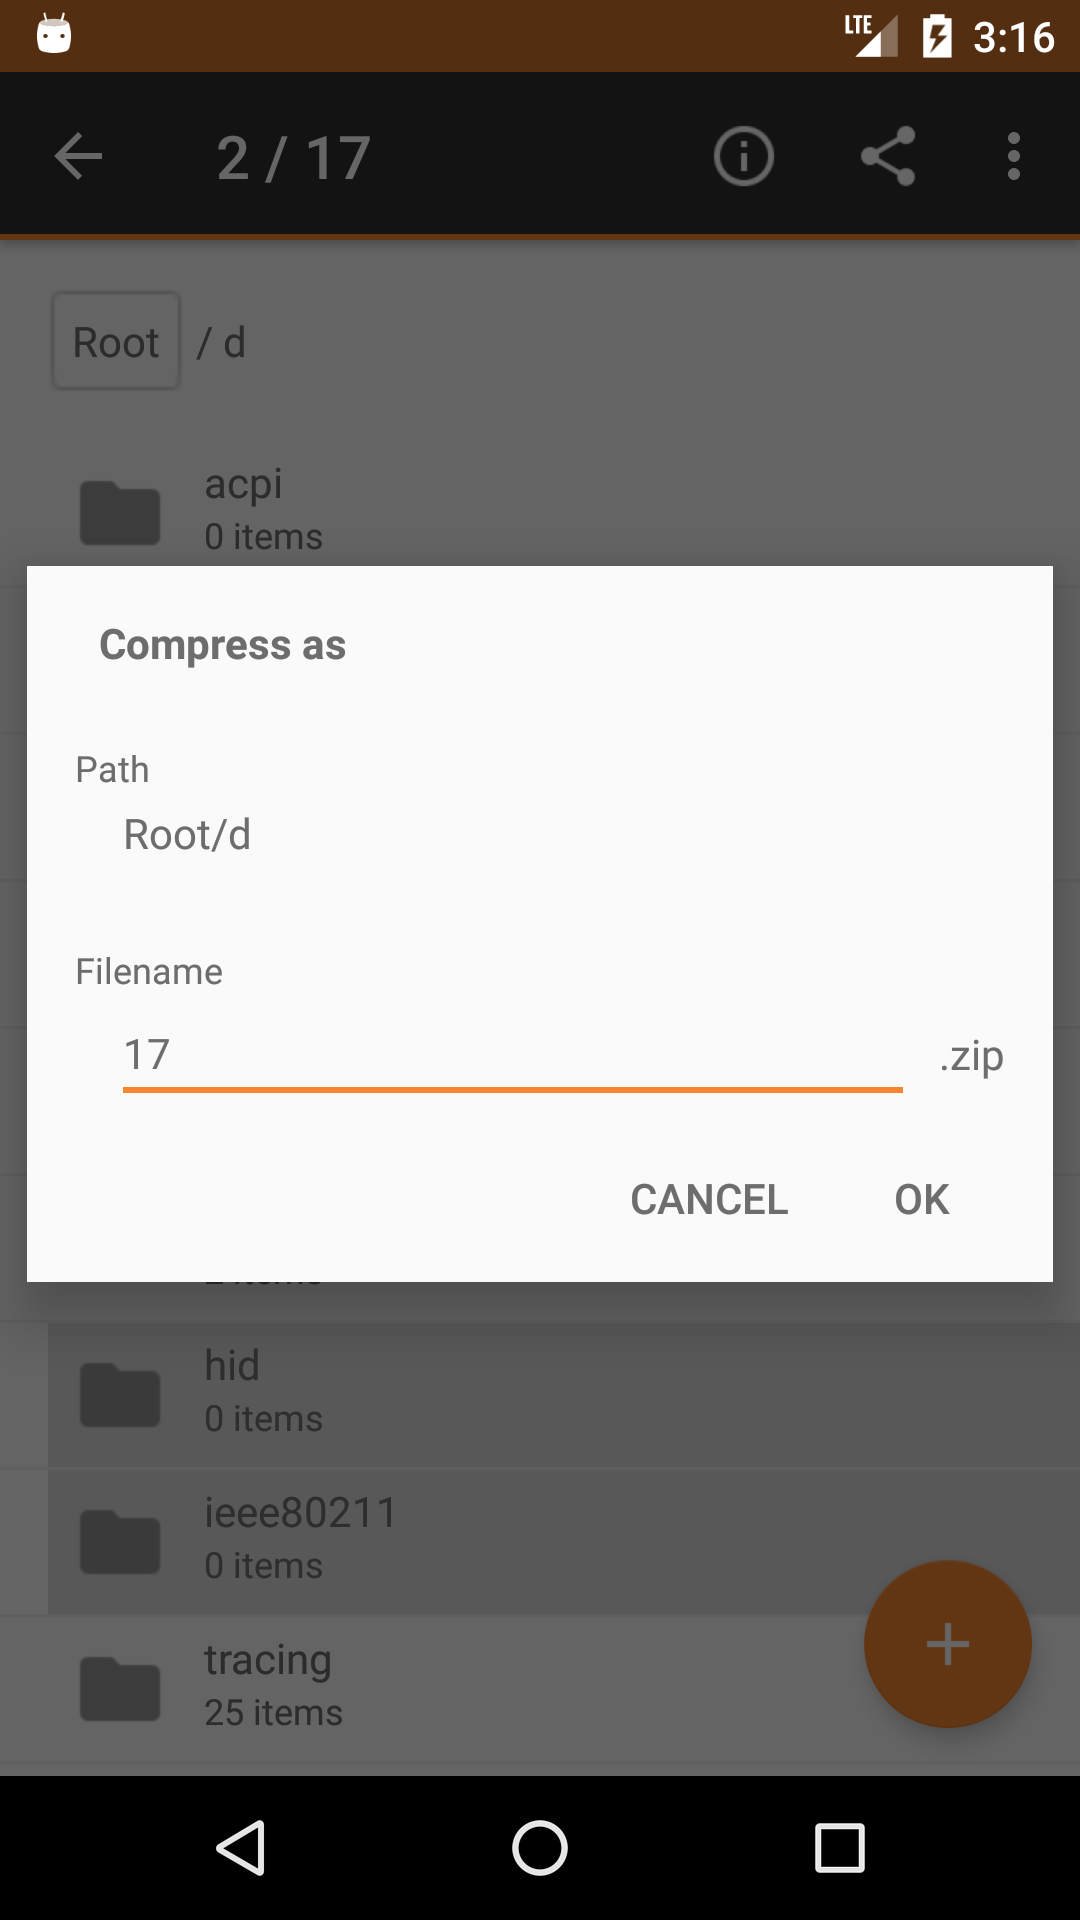 LTE 3:16
2 / 17
Root / d
acpi
0 items
Compress as
Path
Root/d
Filename
17 .zip
CANCEL OK
hid
0 items
ieee80211
0 items
tracing
25 items